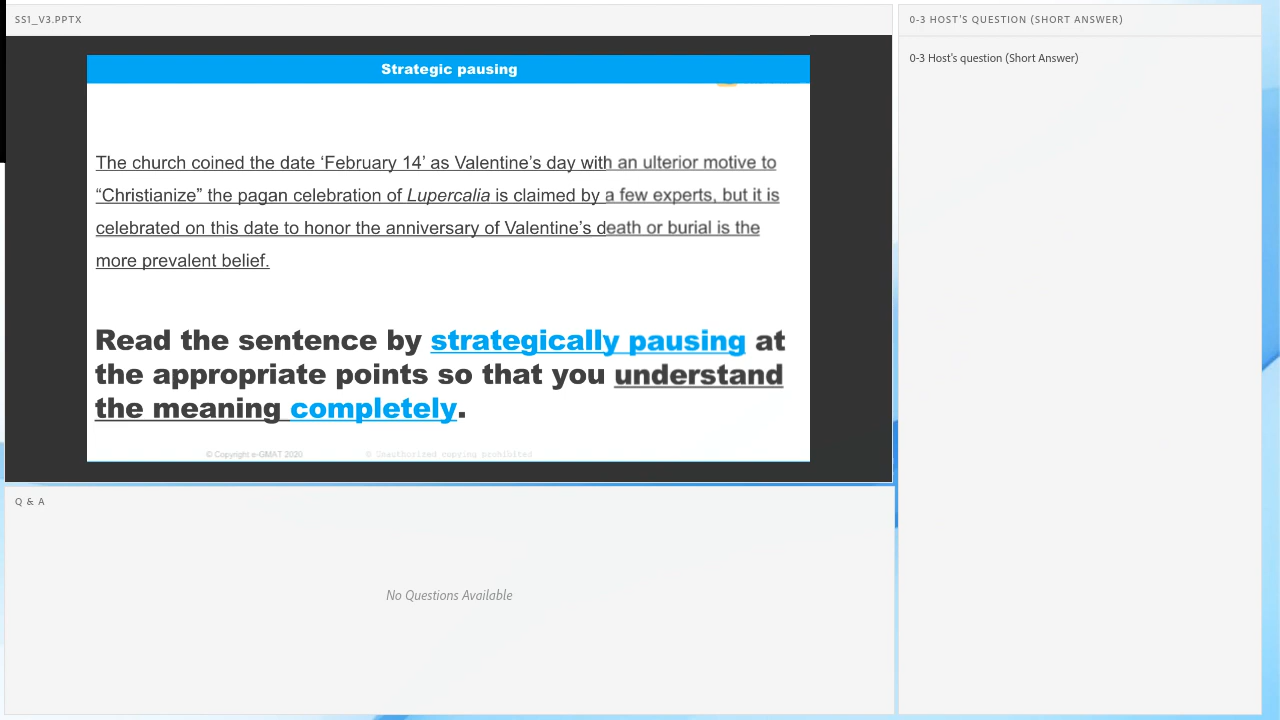 SS1_V3.PPTX
Strategic pausing
The church coined the date ‘February 14’ as Valentine’s day with an ulterior motive to
“Christianize” the pagan celebration of Lupercalia is claimed by a few experts, but it is
celebrated on this date to honor the anniversary of Valentine’s death or burial is the
more prevalent belief.
Read the sentence by strategically pausing at
the appropriate points so that you understand
the meaning completely.
© Copyright e-GMAT 2020
© Unauthorized copying prohibited
Q & A
No Questions Available
0-3 HOST'S QUESTION (SHORT ANSWER)
0-3 Host's question (Short Answer)